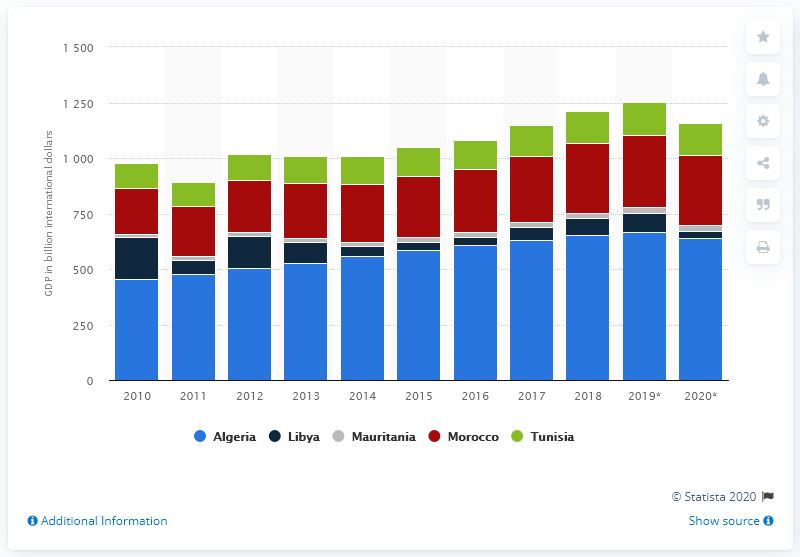 GDP in billion international dollars
1 500
1 250
1 000
750
500
250
0
2010 2011 2012 2013 2014 2015 2016 2017 2018 2019* 2020*
Algeria Libya Mauritania Morocco Tunisia
© Statista 2020
Additional Information Show source